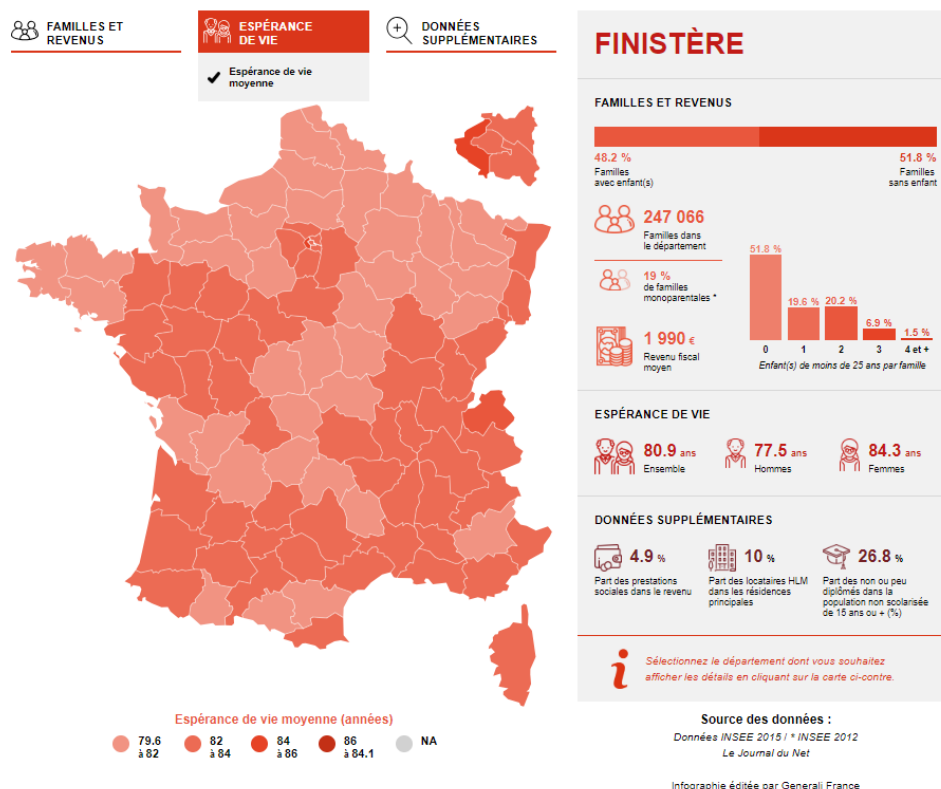 FAMILLES ET
REVENUS
ESPÉRANCE
DE VIE
DONNÉES
SUPPLÉMENTAIRES
Espérance de vie
moyenne
Espérance de vie moyenne (années)
79.6
à 82
82
à 84
84
à 86
86
à 84.1
NA
FINISTÈRE
FAMILLES ET REVENUS
48.2 %
Familles
avec enfant(s)
51.8 %
Familles
sans enfant
247 066
Familles dans
le département
19 %
de familles
monoparentales *
1 990 €
Revenu fiscal
moyen
51.8 %
19.6 %
20.2 %
6.9 %
1.5 %
0
1
2
3
4 et +
Enfant(s) de moins de 25 ans par famille
ESPÉRANCE DE VIE
80.9 ans
Ensemble
77.5 ans
Hommes
84.3 ans
Femmes
DONNÉES SUPPLÉMENTAIRES
4.9 %
Part des prestations
sociales dans le revenu
10 %
Part des locataires HLM
dans les résidences
principales
26.8 %
Part des non ou peu
diplômés dans la
population non scolarisée
de 15 ans ou + (%)
Sélectionnez le département dont vous souhaitez
afficher les détails en cliquant sur la carte ci-contre.
Source des données :
Données INSEE 2015 / * INSEE 2012
Le Journal du Net
Infographie éditée par Generali France